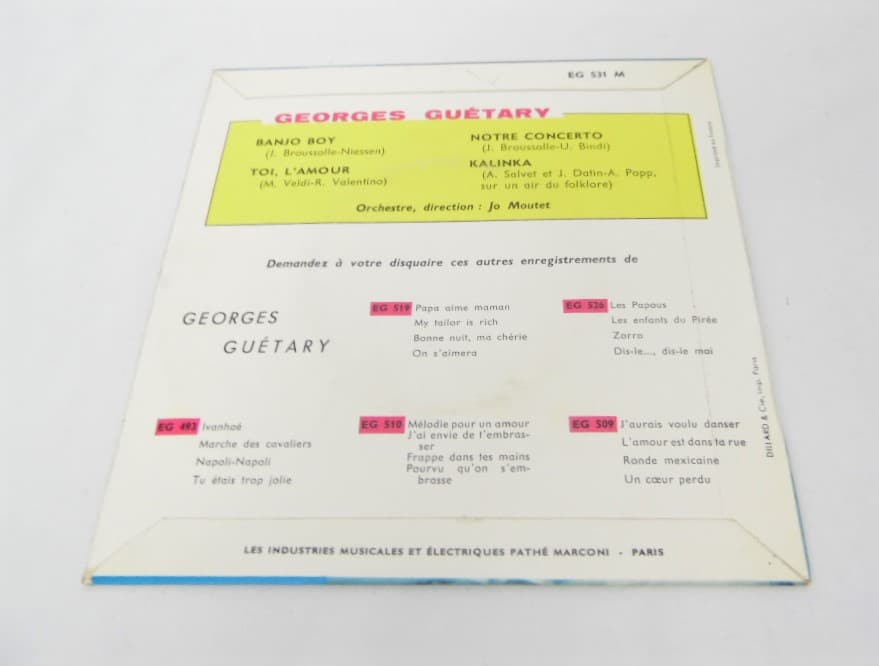 EG 531 M
GEORGES GUÉTARY
BANJO BOY
(J. Broussolle-Niessen)
TOI, L'AMOUR
(M. Veldi-R. Valentino)
NOTRE CONCERTO
(J. Broussolle-U. Bindi)
KALINKA
(A. Salvet et J. Datin-A. Popp,
sur un air du folklore)
Orchestre, direction : Jo Moutet
Demandez à votre disquaire ces autres enregistrements de
GEORGES
GUÉTARY
EG 519 Papa aime maman
My tailor is rich
Bonne nuit, ma chérie
On s'aimera
EG 526 Les Papous
Les enfants du Pirée
Zorro
Dis-le..., dis-le moi
EG 493 Ivanhoé
Marche des cavaliers
Napoli-Napoli
Tu étais trop jolie
EG 510 Mélodie pour un amour
J'ai envie de t'embras-
ser
Frappe dans tes mains
Pourvu qu'on s'em-
brasse
EG 509 J'aurais voulu danser
L'amour est dans ta rue
Ronde mexicaine
Un cœur perdu
LES INDUSTRIES MUSICALES ET ÉLECTRIQUES PATHÉ MARCONI - PARIS
DILLARD & Cie, Imp. Paris